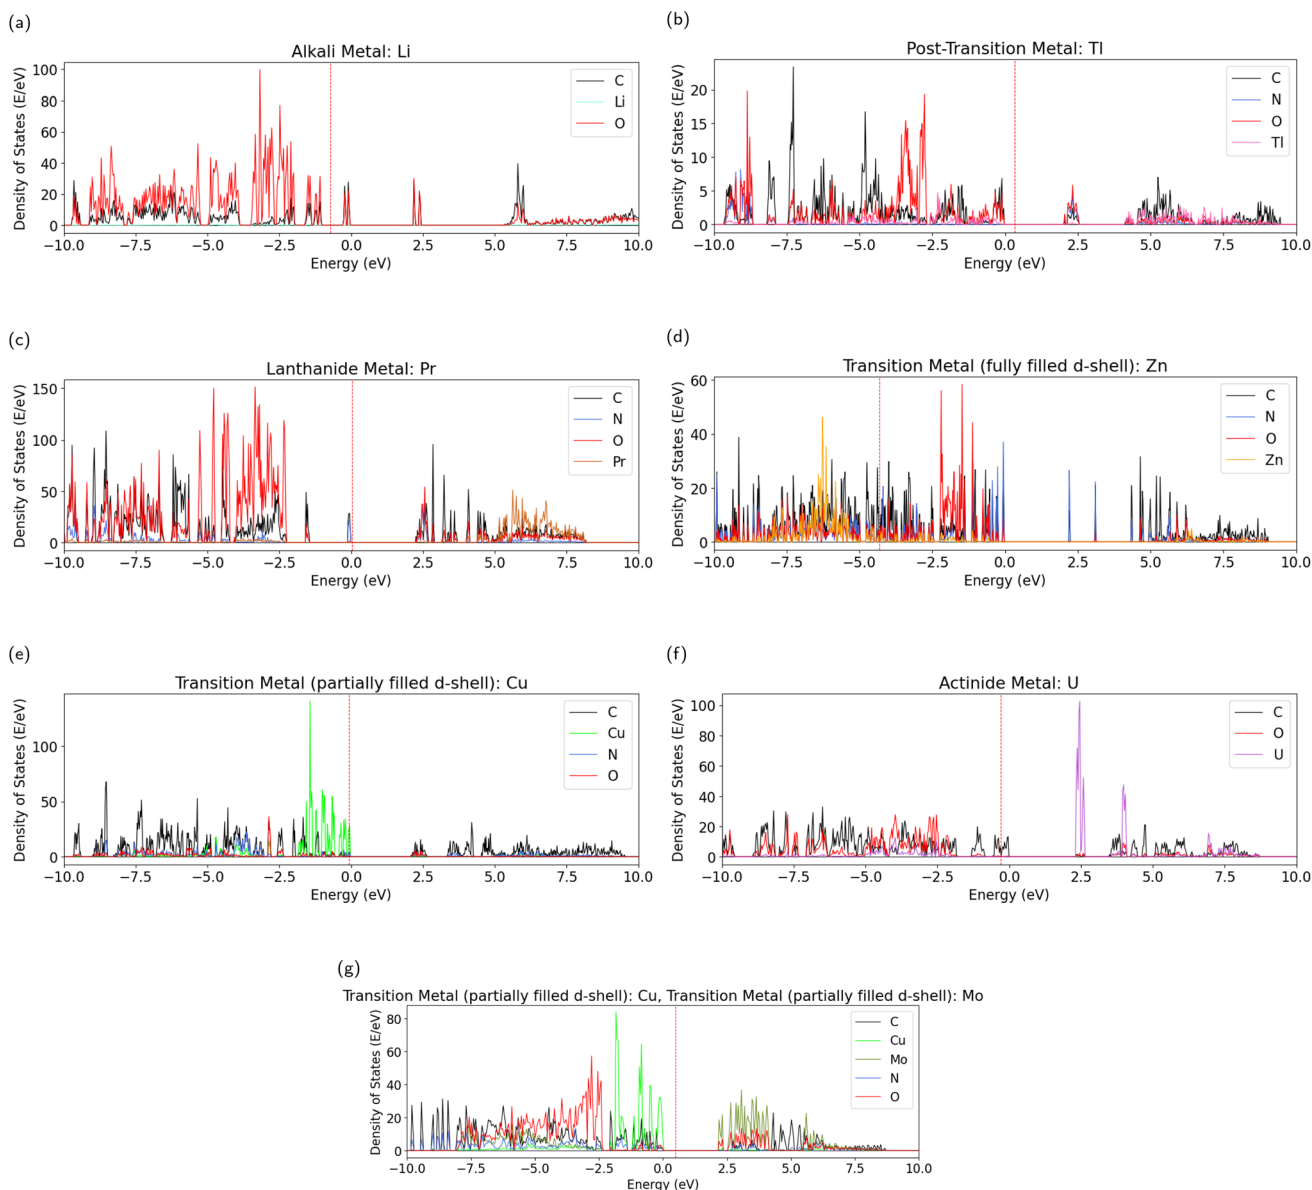 (a)
Alkali Metal: Li
Density of States (E/eV)
100
80
60
40
20
0
C
Li
O
−10.0 −7.5 −5.0 −2.5 0.0 2.5 5.0 7.5 10.0
Energy (eV)
(b)
Post-Transition Metal: Tl
Density of States (E/eV)
20
15
10
5
0
C
N
O
Tl
−10.0 −7.5 −5.0 −2.5 0.0 2.5 5.0 7.5 10.0
Energy (eV)
(c)
Lanthanide Metal: Pr
Density of States (E/eV)
150
100
50
0
C
N
O
Pr
−10.0 −7.5 −5.0 −2.5 0.0 2.5 5.0 7.5 10.0
Energy (eV)
(d)
Transition Metal (fully filled d-shell): Zn
Density of States (E/eV)
60
40
20
0
C
N
O
Zn
−10.0 −7.5 −5.0 −2.5 0.0 2.5 5.0 7.5 10.0
Energy (eV)
(e)
Transition Metal (partially filled d-shell): Cu
Density of States (E/eV)
100
50
0
C
Cu
N
O
−10.0 −7.5 −5.0 −2.5 0.0 2.5 5.0 7.5 10.0
Energy (eV)
(f)
Actinide Metal: U
Density of States (E/eV)
100
80
60
40
20
0
C
O
U
−10.0 −7.5 −5.0 −2.5 0.0 2.5 5.0 7.5 10.0
Energy (eV)
(g)
Transition Metal (partially filled d-shell): Cu, Transition Metal (partially filled d-shell): Mo
Density of States (E/eV)
80
60
40
20
0
C
Cu
Mo
N
O
−10.0 −7.5 −5.0 −2.5 0.0 2.5 5.0 7.5 10.0
Energy (eV)